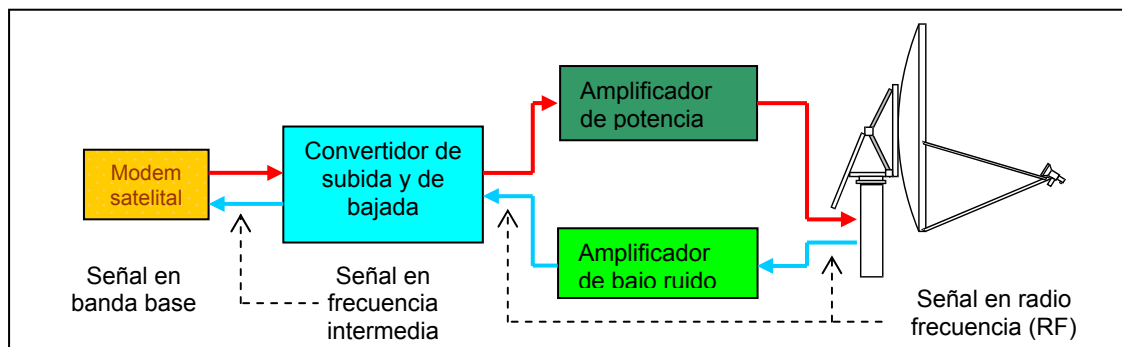 Modem
satelital
Convertidor de
subida y de
bajada
Amplificador
de potencia
Amplificador
de bajo ruido
Señal en
banda base
Señal en
frecuencia
intermedia
Señal en radio
frecuencia (RF)